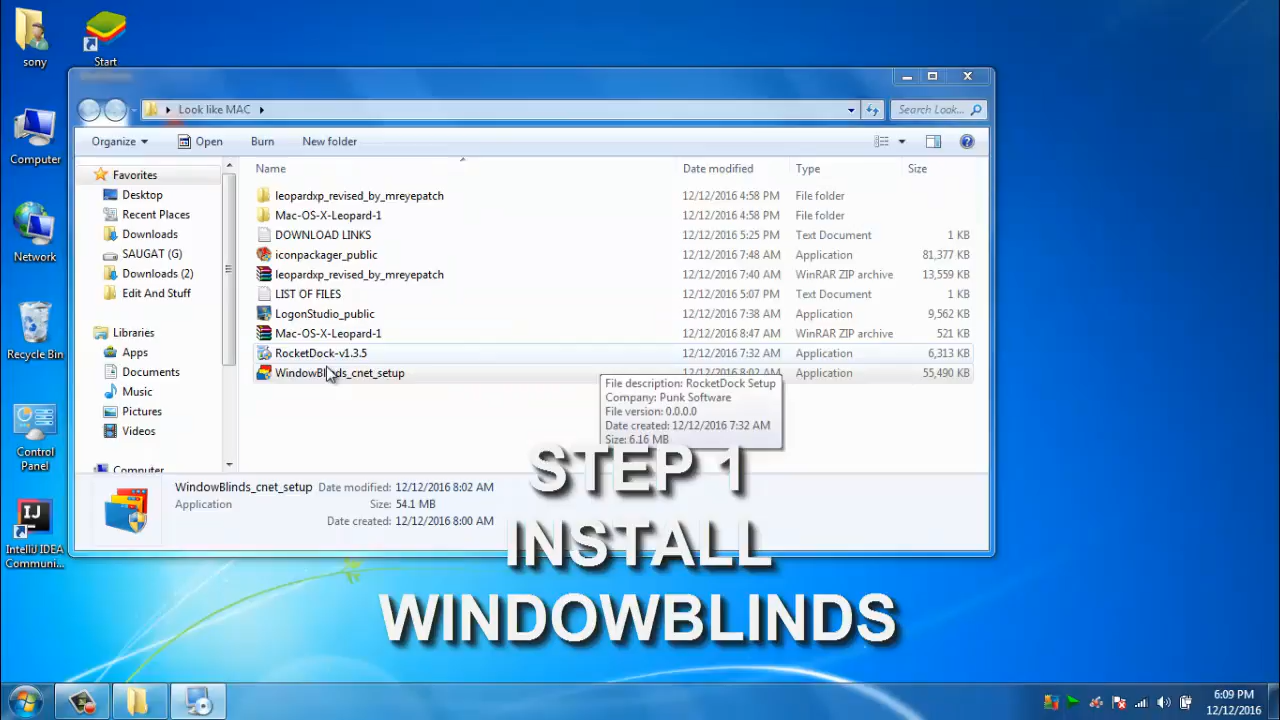 sony
Start
Computer
Network
Recycle Bin
Control
Panel
IntelliJ IDEA
Communi...
Look like MAC
Search Look...
Organize
Open
Burn
New folder
Name
Date modified
Type
Size
Favorites
Desktop
Recent Places
Downloads
SAUGAT (G)
Downloads (2)
Edit And Stuff
Libraries
Apps
Documents
Music
Pictures
Videos
Computer
leopardxp_revised_by_mreyepatch 12/12/2016 4:58 PM File folder
Mac-OS-X-Leopard-1 12/12/2016 4:58 PM File folder
DOWNLOAD LINKS 12/12/2016 5:25 PM Text Document 1 KB
iconpackager_public 12/12/2016 7:48 AM Application 81,377 KB
leopardxp_revised_by_mreyepatch 12/12/2016 7:40 AM WinRAR ZIP archive 13,559 KB
LIST OF FILES 12/12/2016 5:07 PM Text Document 1 KB
LogonStudio_public 12/12/2016 7:38 AM Application 9,562 KB
Mac-OS-X-Leopard-1 12/12/2016 8:47 AM WinRAR ZIP archive 521 KB
RocketDock-v1.3.5 12/12/2016 7:32 AM Application 6,313 KB
WindowBlinds_cnet_setup 12/12/2016 8:02 AM Application 55,490 KB
File description: RocketDock Setup
Company: Punk Software
File version: 0.0.0.0
Date created: 12/12/2016 7:32 AM
Size: 6.16 MB
WindowBlinds_cnet_setup Date modified: 12/12/2016 8:02 AM
Application Size: 54.1 MB
Date created: 12/12/2016 8:00 AM
STEP 1
INSTALL
WINDOWBLINDS
6:09 PM
12/12/2016